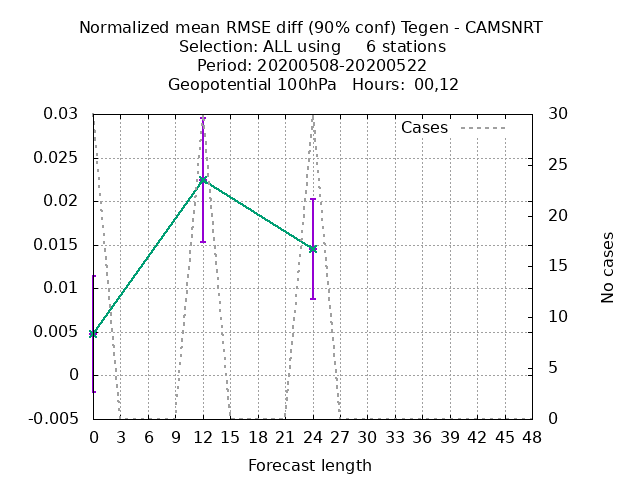 Normalized mean RMSE diff (90% conf) Tegen - CAMSNRT
Selection: ALL using     6 stations
Period: 20200508-20200522
Geopotential 100hPa   Hours:  00,12
Cases
0.03
0.025
0.02
0.015
0.01
0.005
0
-0.005
30
25
20
15
10
5
0
No cases
0 3 6 9 12 15 18 21 24 27 30 33 36 39 42 45 48
Forecast length